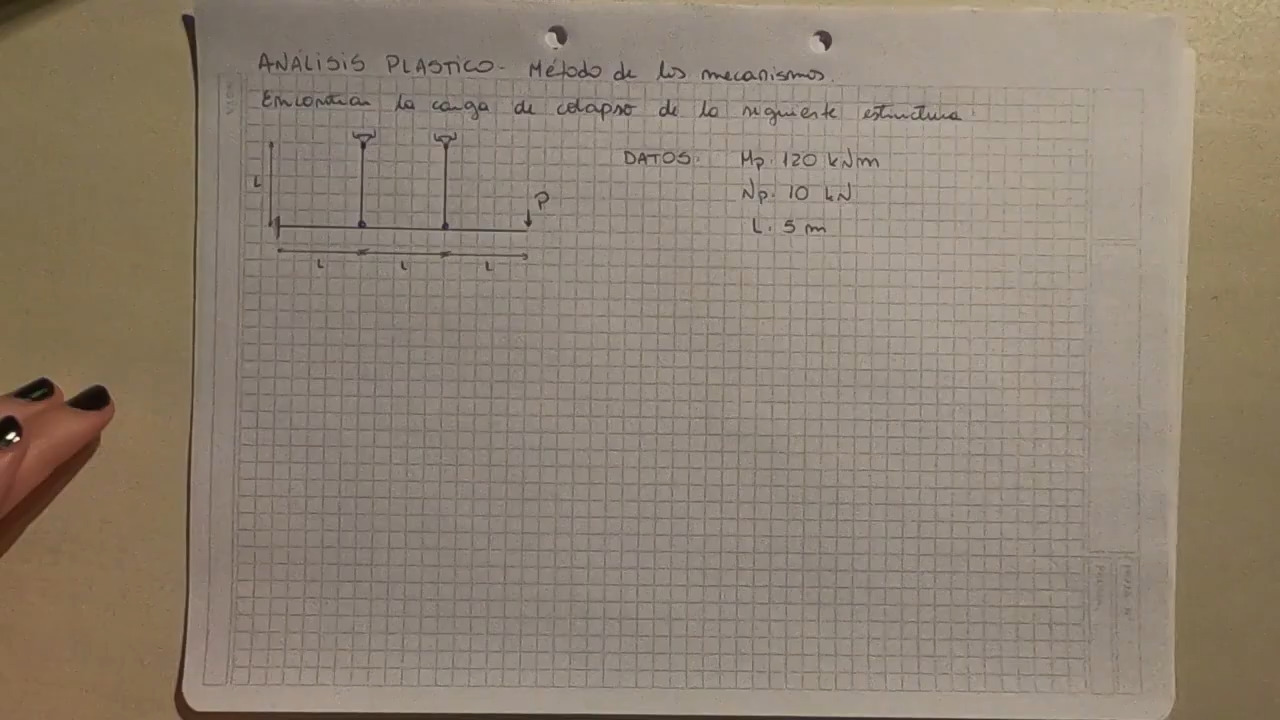 ANÁLISIS PLASTICO - Método de los mecanismos.
Encontrar la carga de colapso de la siguiente estructura:
DATOS: Mp: 120 kNm
Np: 10 kN
L: 5 m
P
L
L L L